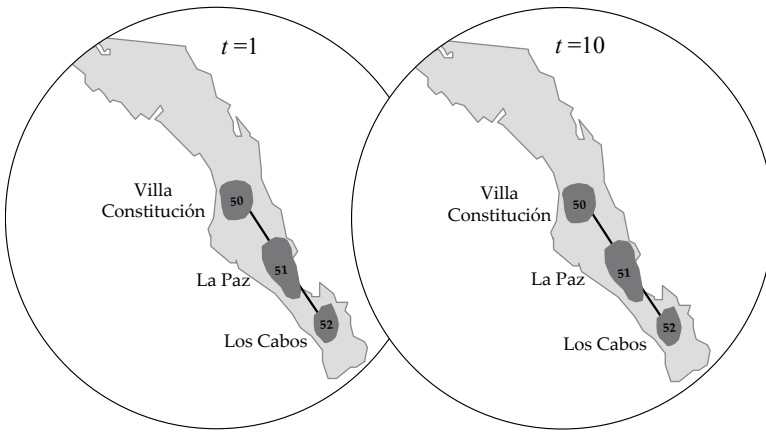 t =1
Villa
Constitución
50
51
La Paz
52
Los Cabos
t =10
Villa
Constitución
50
51
La Paz
52
Los Cabos